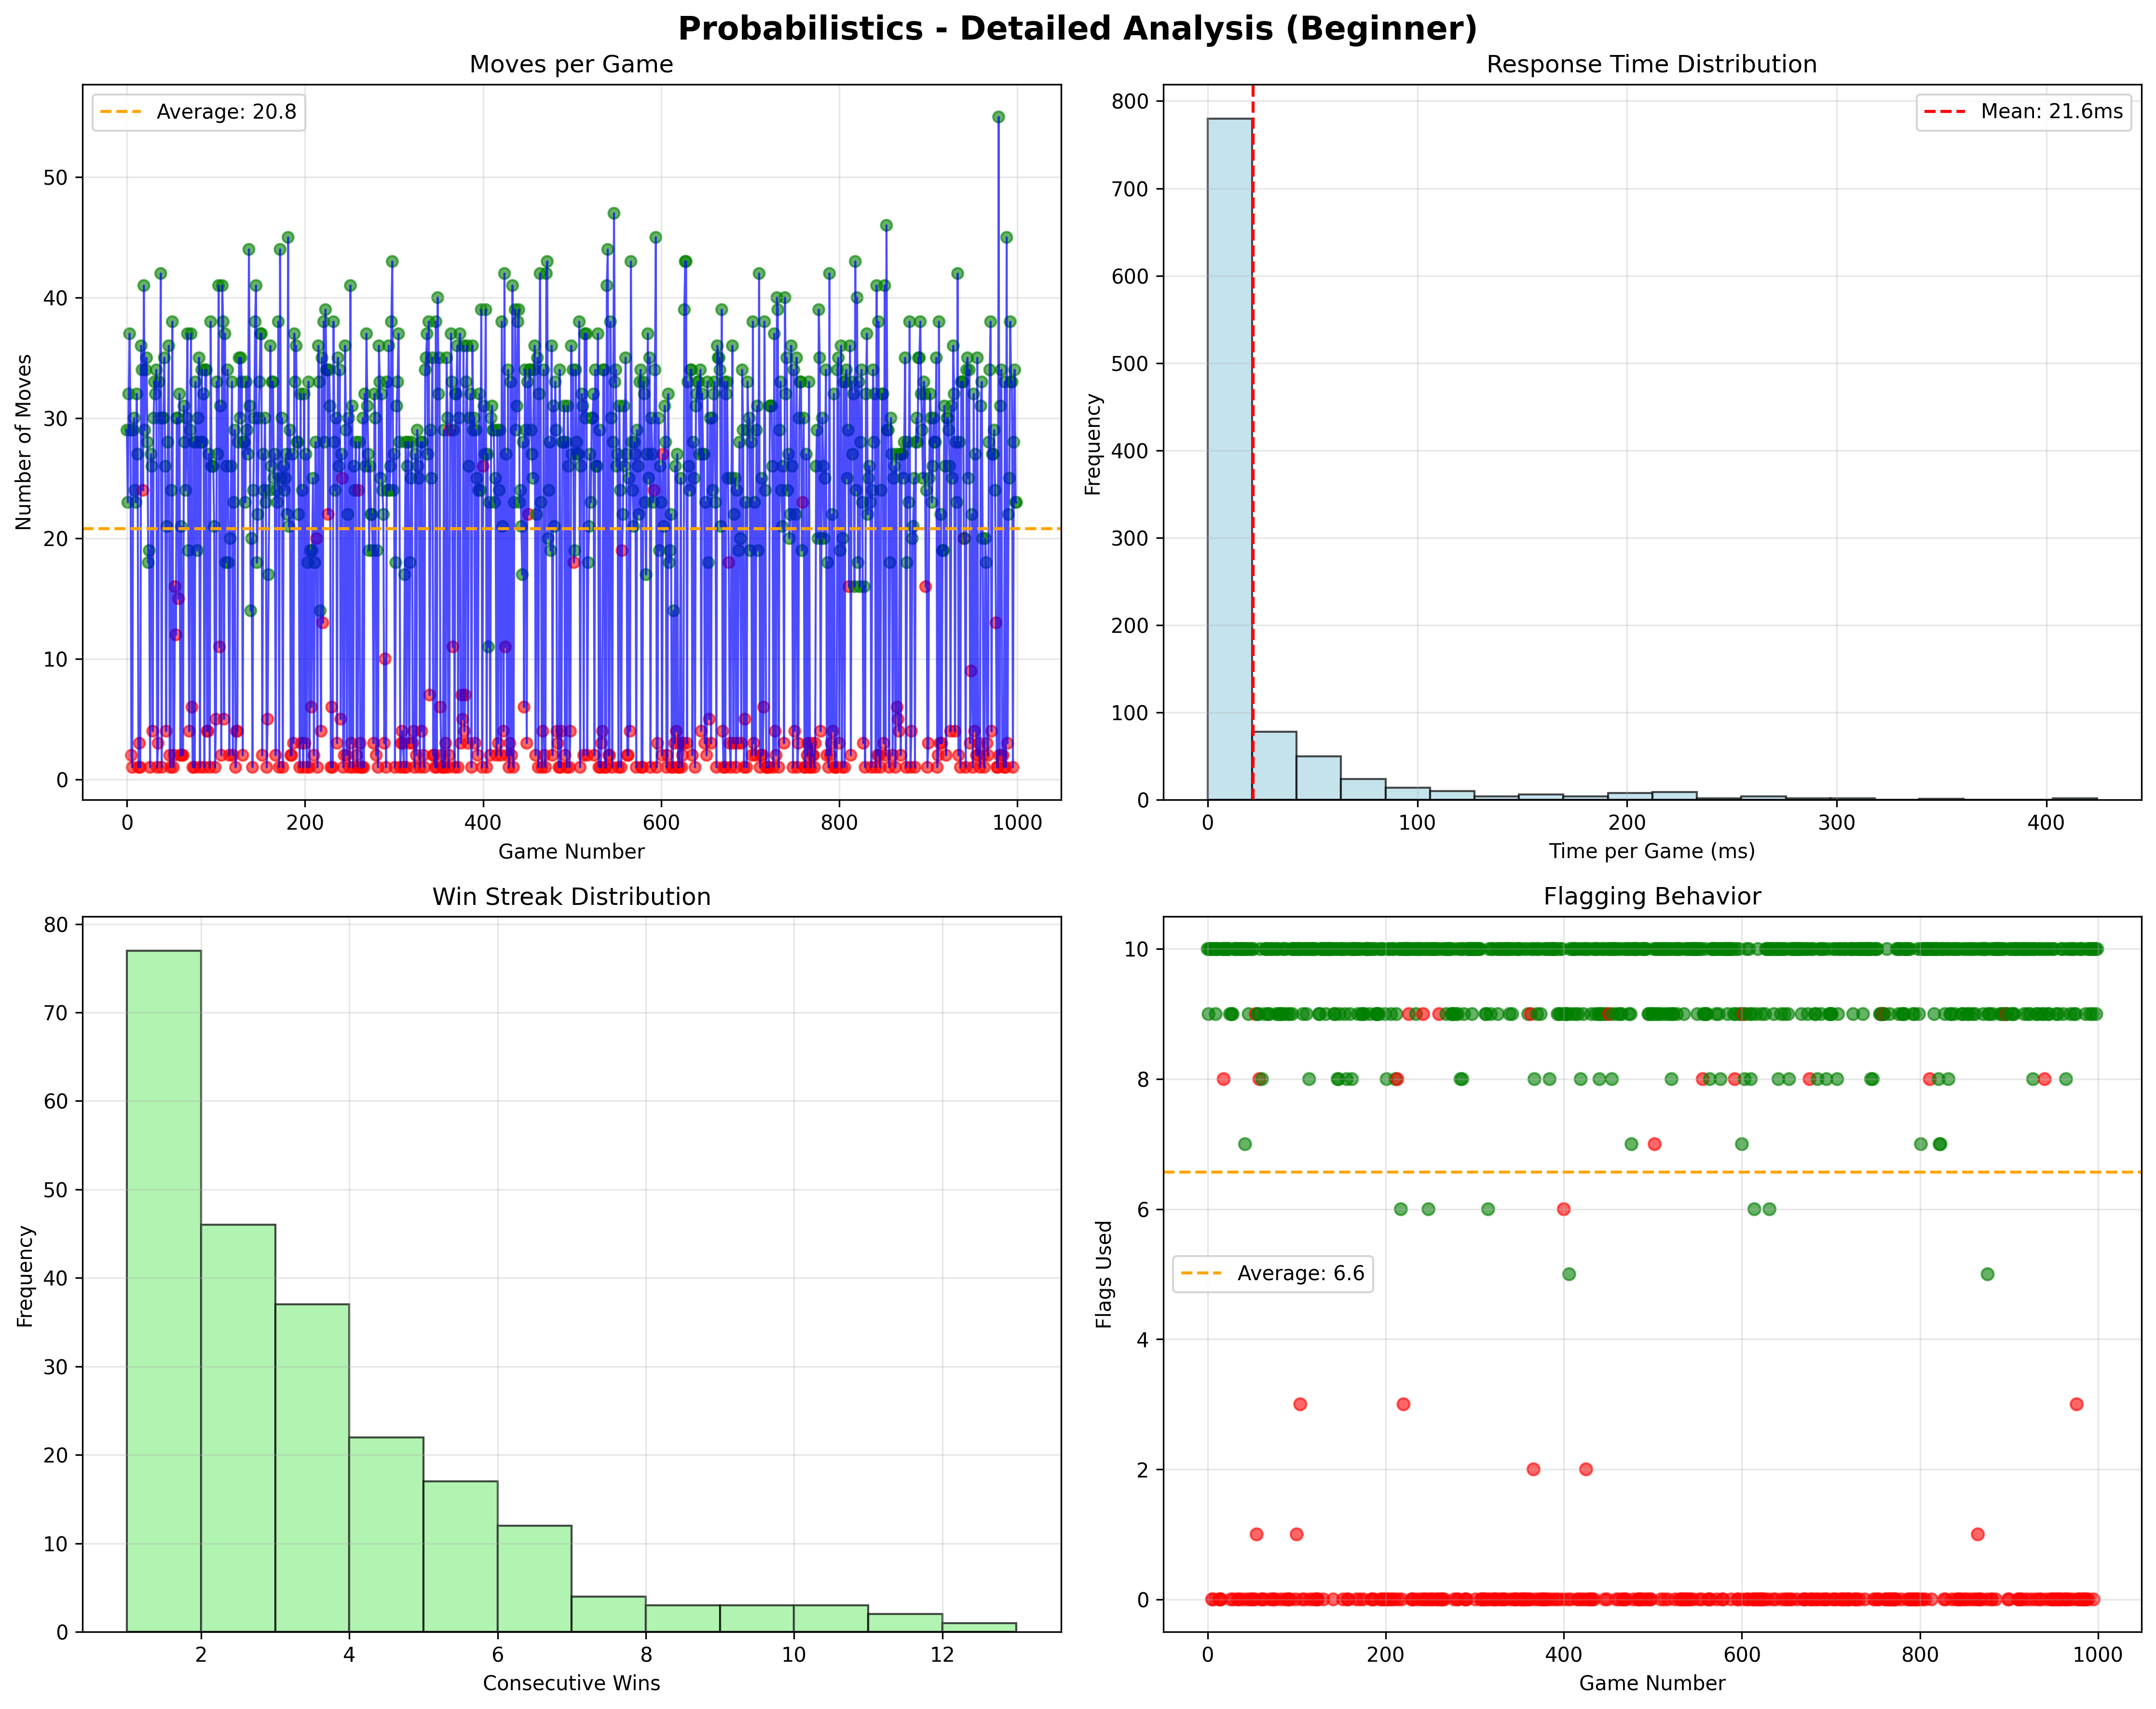 Probabilistics - Detailed Analysis (Beginner)
Moves per Game
Average: 20.8
Number of Moves
50
40
30
20
10
0
0 200 400 600 800 1000
Game Number
Response Time Distribution
Mean: 21.6ms
Frequency
800
700
600
500
400
300
200
100
0
0 100 200 300 400
Time per Game (ms)
Win Streak Distribution
Frequency
80
70
60
50
40
30
20
10
0
2 4 6 8 10 12
Consecutive Wins
Flagging Behavior
Average: 6.6
Flags Used
10
8
6
4
2
0
0 200 400 600 800 1000
Game Number